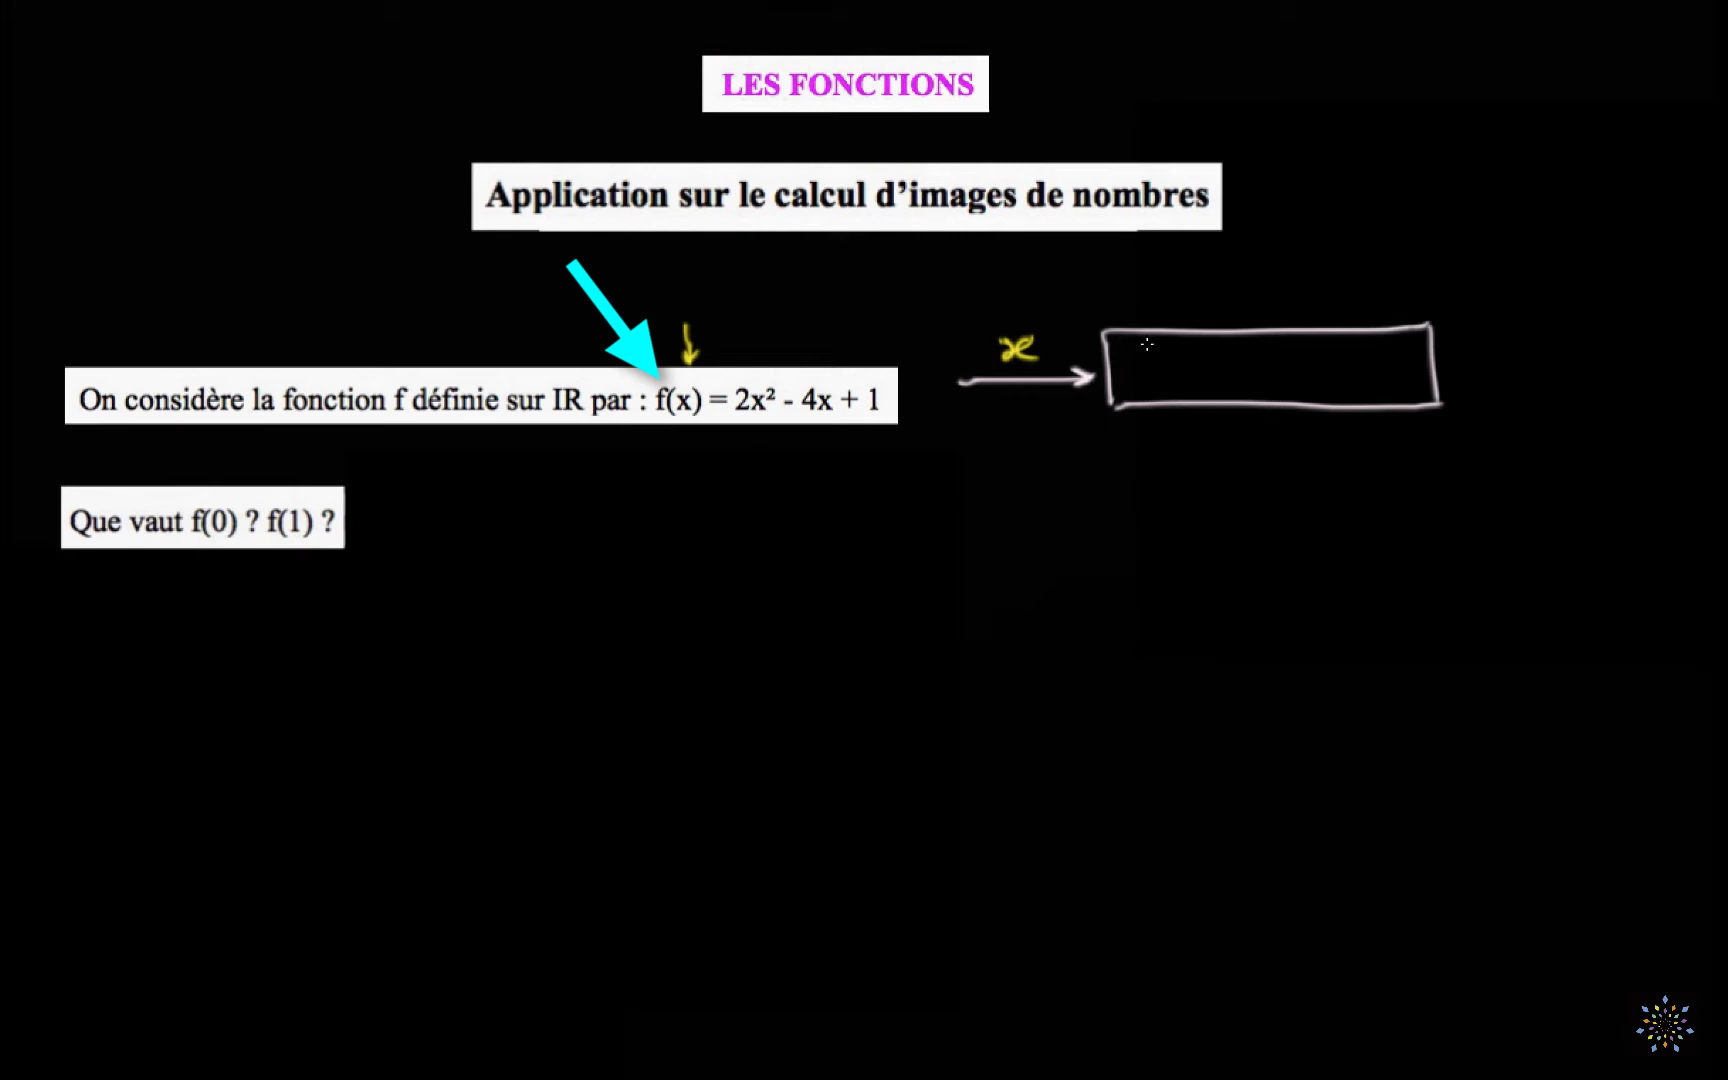 LES FONCTIONS
Application sur le calcul d’images de nombres
x
On considère la fonction f définie sur IR par : f(x) = 2x² - 4x + 1
Que vaut f(0) ? f(1) ?